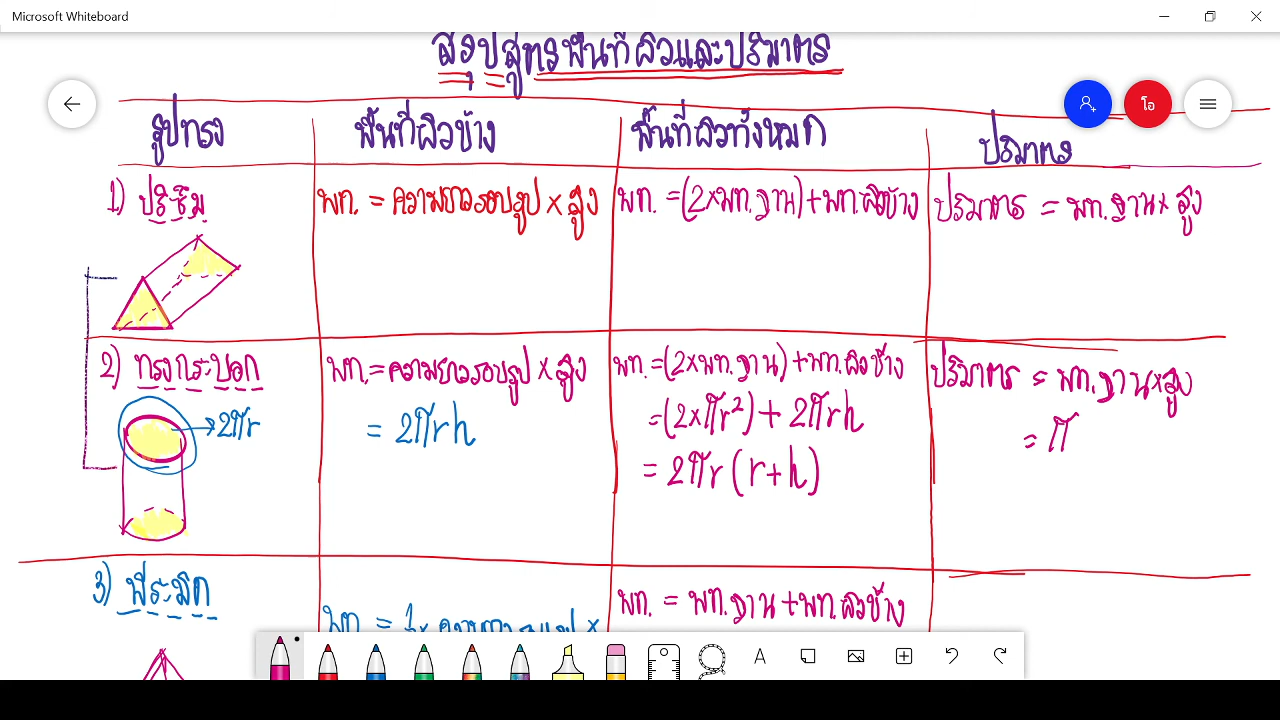 Microsoft Whiteboard
สรุปสูตรพื้นที่ผิวและปริมาตร
โอ
รูปทรง
พื้นที่ผิวข้าง
พื้นที่ผิวทั้งหมด
ปริมาตร
1) ปริซึม
พท. = ความยาวรอบรูป × สูง
พท. = (2×พท.ฐาน)+พท.ผิวข้าง
ปริมาตร = พท.ฐาน× สูง
2) ทรงกระบอก
2πr
พท. = ความยาวรอบรูป × สูง
= 2πrh
พท. = (2×พท.ฐาน)+พท.ผิวข้าง
= (2×πr²) + 2πrh
= 2πr (r+h)
ปริมาตร = พท.ฐาน×สูง
= π
3) พีระมิด
พท. =
พท. = พท.ฐาน+พท.ผิวข้าง